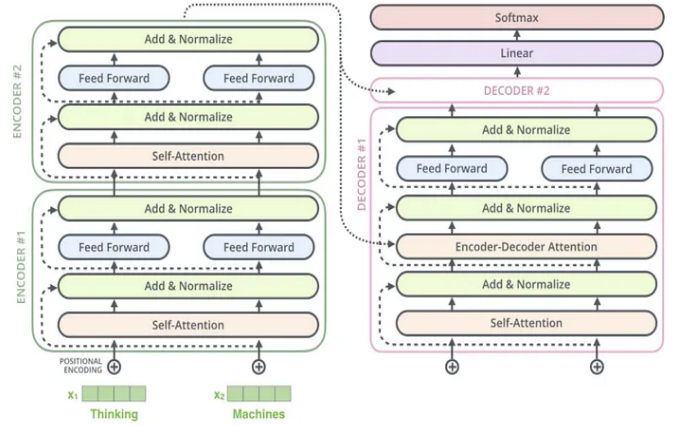 ENCODER #2
Add & Normalize
Feed Forward
Feed Forward
Add & Normalize
Self-Attention
ENCODER #1
Add & Normalize
Feed Forward
Feed Forward
Add & Normalize
Self-Attention
POSITIONAL
ENCODING
x1
x2
Thinking
Machines
Softmax
Linear
DECODER #2
DECODER #1
Add & Normalize
Feed Forward
Feed Forward
Add & Normalize
Encoder-Decoder Attention
Add & Normalize
Self-Attention